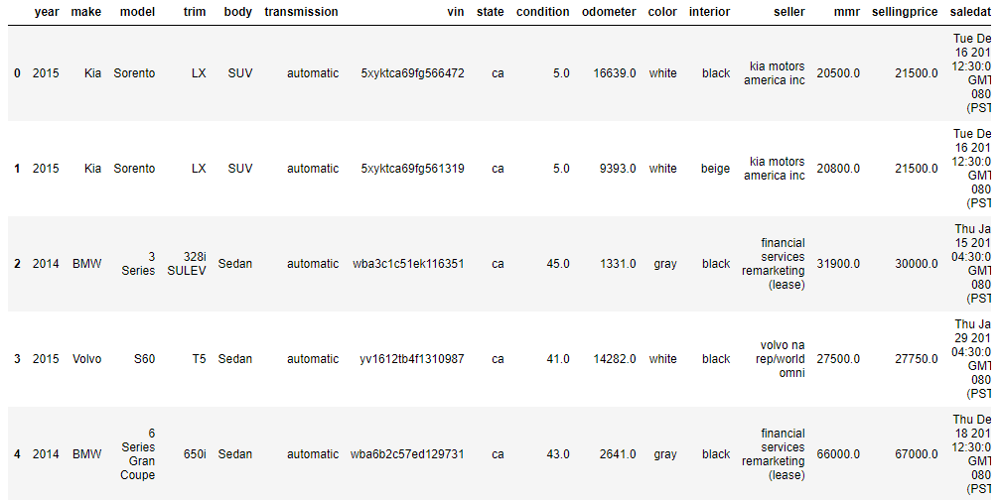 year make model trim body transmission vin state condition odometer color interior seller mmr sellingprice saledat
0 2015 Kia Sorento LX SUV automatic 5xyktca69fg566472 ca 5.0 16639.0 white black kia motors america inc 20500.0 21500.0 Tue De 16 201 12:30:0 GMT 080 (PST
1 2015 Kia Sorento LX SUV automatic 5xyktca69fg561319 ca 5.0 9393.0 white beige kia motors america inc 20800.0 21500.0 Tue De 16 201 12:30:0 GMT 080 (PST
2 2014 BMW 3 Series 328i SULEV Sedan automatic wba3c1c51ek116351 ca 45.0 1331.0 gray black financial services remarketing (lease) 31900.0 30000.0 Thu Ja 15 201 04:30:0 GMT 080 (PST
3 2015 Volvo S60 T5 Sedan automatic yv1612tb4f1310987 ca 41.0 14282.0 white black volvo na rep/world omni 27500.0 27750.0 Thu Ja 29 201 04:30:0 GMT 080 (PST
4 2014 BMW 6 Series Gran Coupe 650i Sedan automatic wba6b2c57ed129731 ca 43.0 2641.0 gray black financial services remarketing (lease) 66000.0 67000.0 Thu De 18 201 12:30:0 GMT 080 (PST